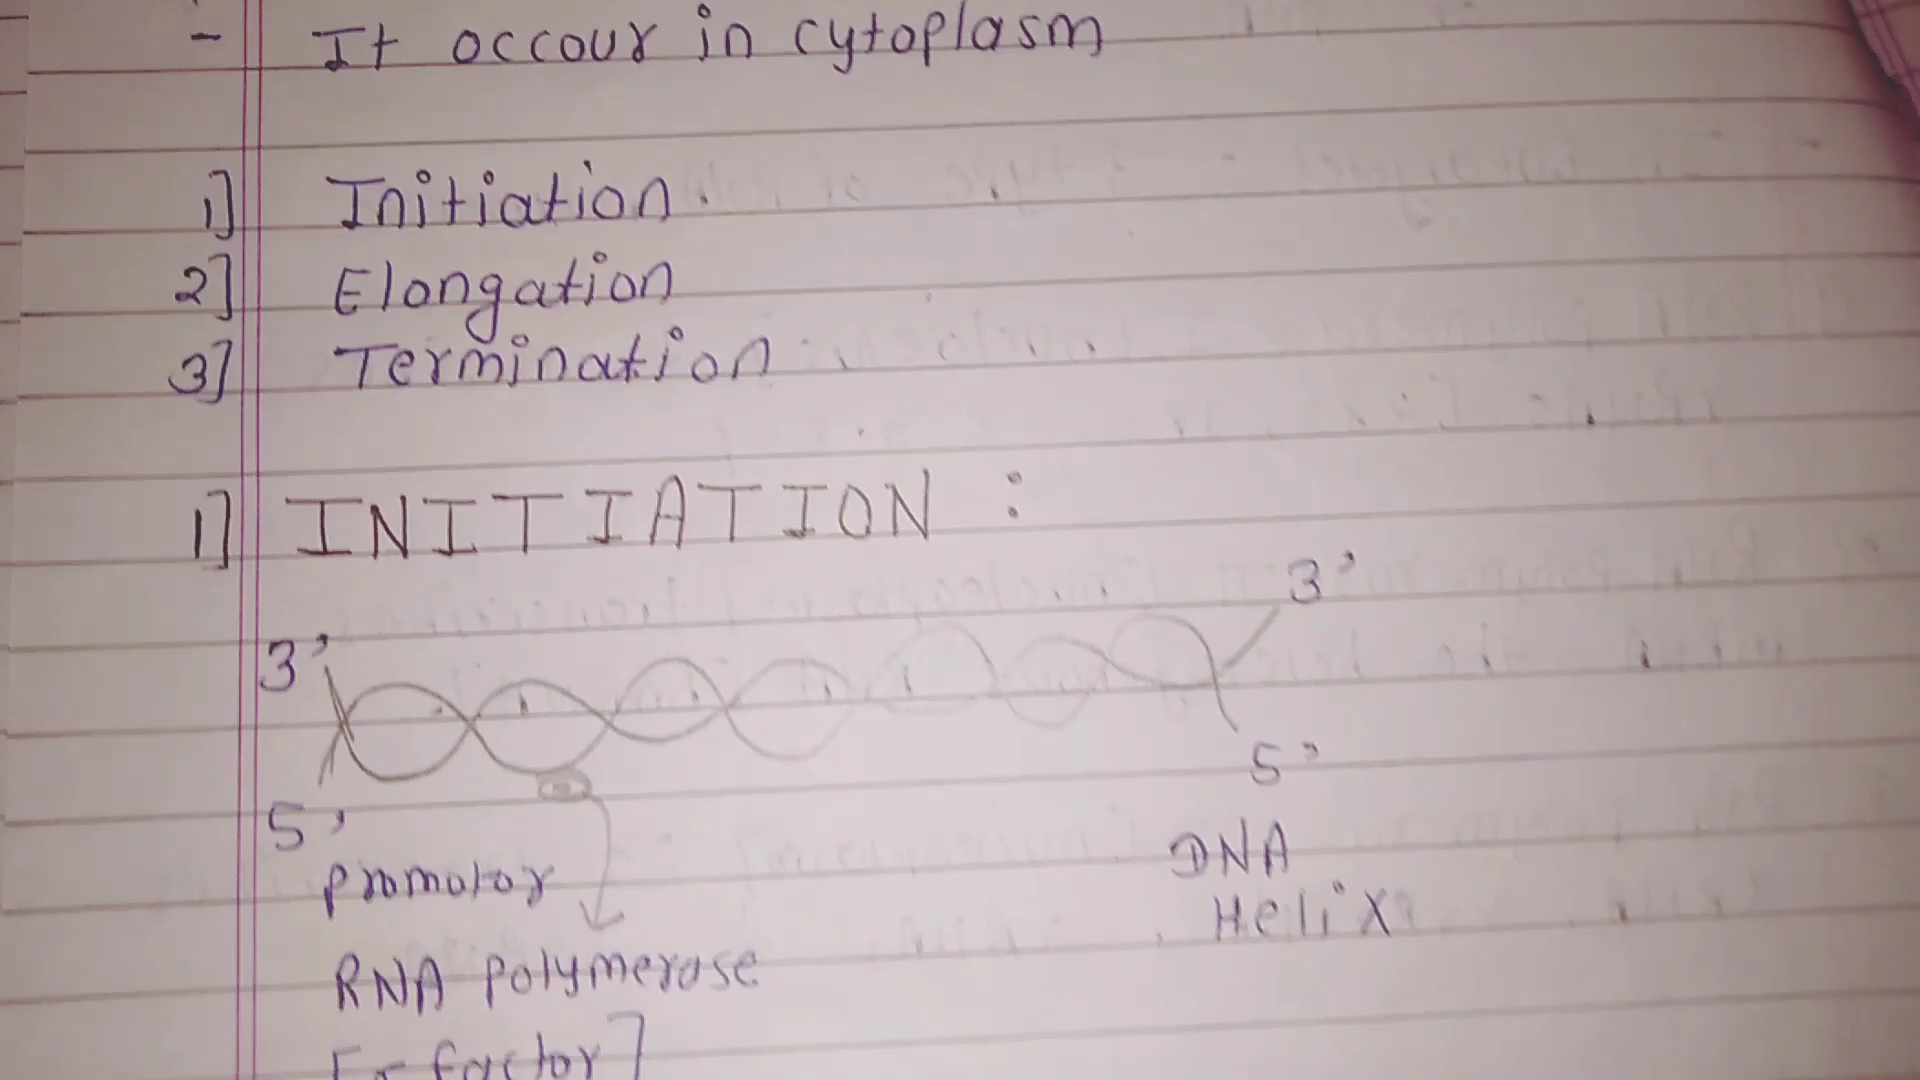 - It occour in cytoplasm
1] Initiation.
2] Elongation
3] Termination
1] INITIATION :
3'
3'
5'
5'
promotor
DNA
Helix
RNA polymerase
factor]